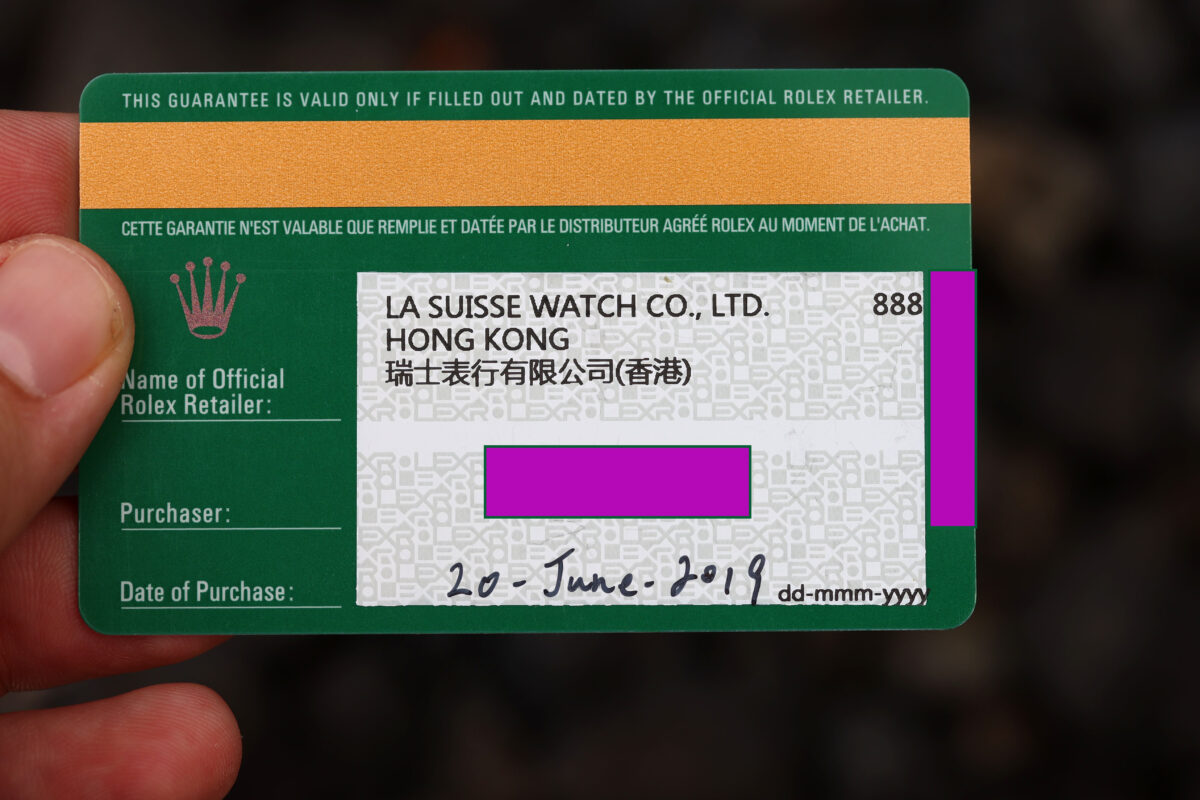 THIS GUARANTEE IS VALID ONLY IF FILLED OUT AND DATED BY THE OFFICIAL ROLEX RETAILER.
CETTE GARANTIE N'EST VALABLE QUE REMPLIE ET DATÉE PAR LE DISTRIBUTEUR AGRÉÉ ROLEX AU MOMENT DE L'ACHAT.
LA SUISSE WATCH CO., LTD. 888
HONG KONG
瑞士表行有限公司(香港)
Name of Official
Rolex Retailer:
Purchaser:
Date of Purchase: 20-June-2019 dd-mmm-yyyy